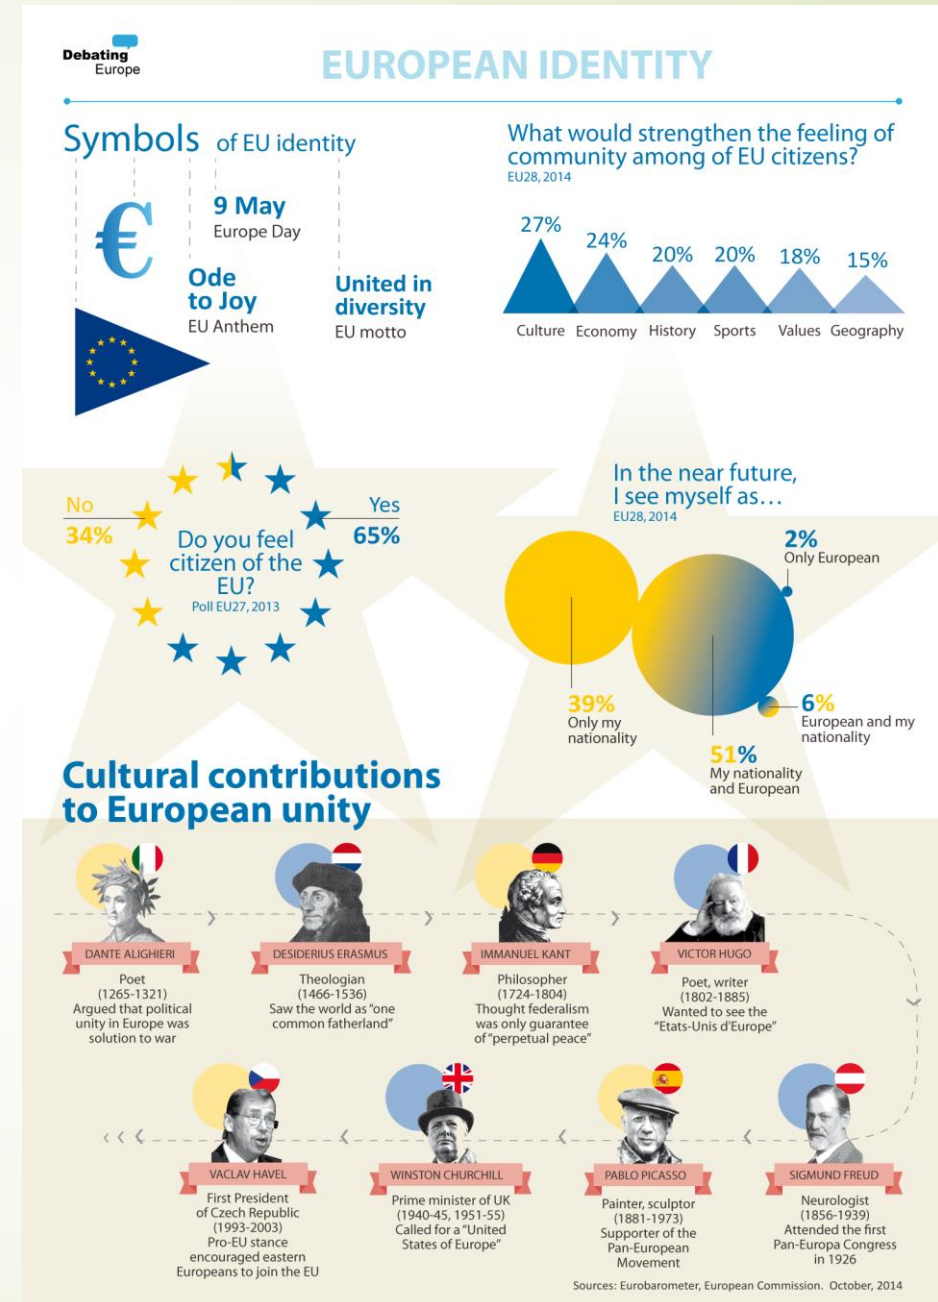 Debating
Europe
EUROPEAN IDENTITY
Symbols of EU identity
€
9 May
Europe Day
Ode
to Joy
EU Anthem
United in
diversity
EU motto
What would strengthen the feeling of
community among of EU citizens?
EU28, 2014
27%
24%
20%
20%
18%
15%
Culture
Economy
History
Sports
Values
Geography
No
34%
Yes
65%
Do you feel
citizen of the
EU?
Poll EU27, 2013
In the near future,
I see myself as...
EU28, 2014
2%
Only European
39%
Only my
nationality
6%
European and my
nationality
51%
My nationality
and European
Cultural contributions
to European unity
DANTE ALIGHIERI
Poet
(1265-1321)
Argued that political
unity in Europe was
solution to war
DESIDERIUS ERASMUS
Theologian
(1466-1536)
Saw the world as "one
common fatherland"
IMMANUEL KANT
Philosopher
(1724-1804)
Thought federalism
was only guarantee
of "perpetual peace"
VICTOR HUGO
Poet, writer
(1802-1885)
Wanted to see the
"Etats-Unis d'Europe"
VACLAV HAVEL
First President
of Czech Republic
(1993-2003)
Pro-EU stance
encouraged eastern
Europeans to join the EU
WINSTON CHURCHILL
Prime minister of UK
(1940-45, 1951-55)
Called for a "United
States of Europe"
PABLO PICASSO
Painter, sculptor
(1881-1973)
Supporter of the
Pan-European
Movement
SIGMUND FREUD
Neurologist
(1856-1939)
Attended the first
Pan-Europa Congress
in 1926
Sources: Eurobarometer, European Commission. October, 2014